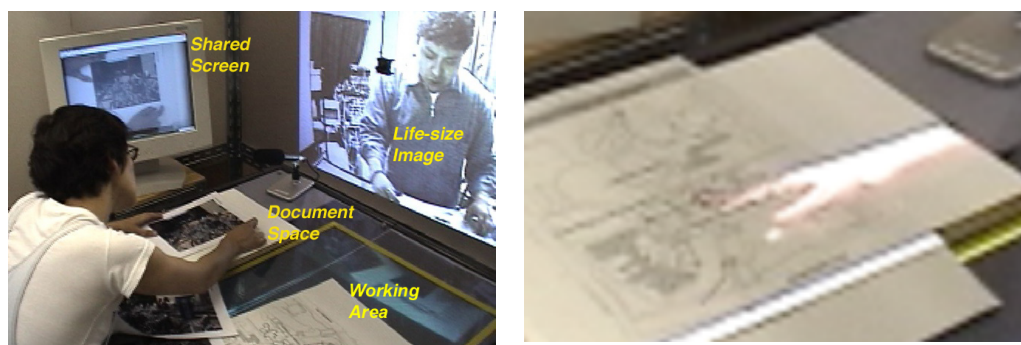 Shared
Screen
Life-size
Image
Document
Space
Working
Area